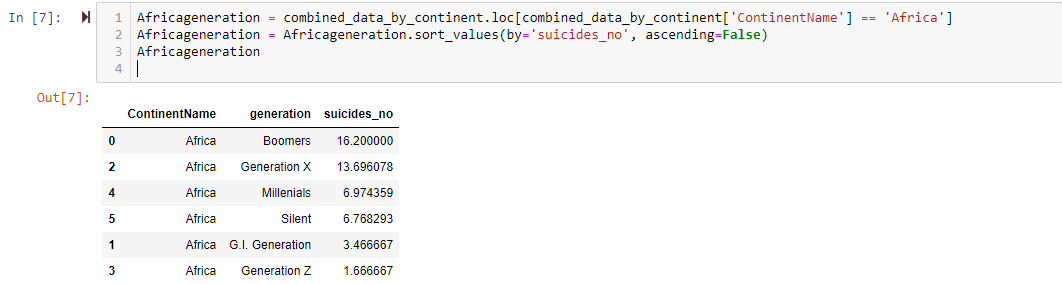 In [7]:
1 Africageneration = combined_data_by_continent.loc[combined_data_by_continent['ContinentName'] == 'Africa']
2 Africageneration = Africageneration.sort_values(by='suicides_no', ascending=False)
3 Africageneration
4
Out[7]:
ContinentName generation suicides_no
0 Africa Boomers 16.200000
2 Africa Generation X 13.696078
4 Africa Millenials 6.974359
5 Africa Silent 6.768293
1 Africa G.I. Generation 3.466667
3 Africa Generation Z 1.666667